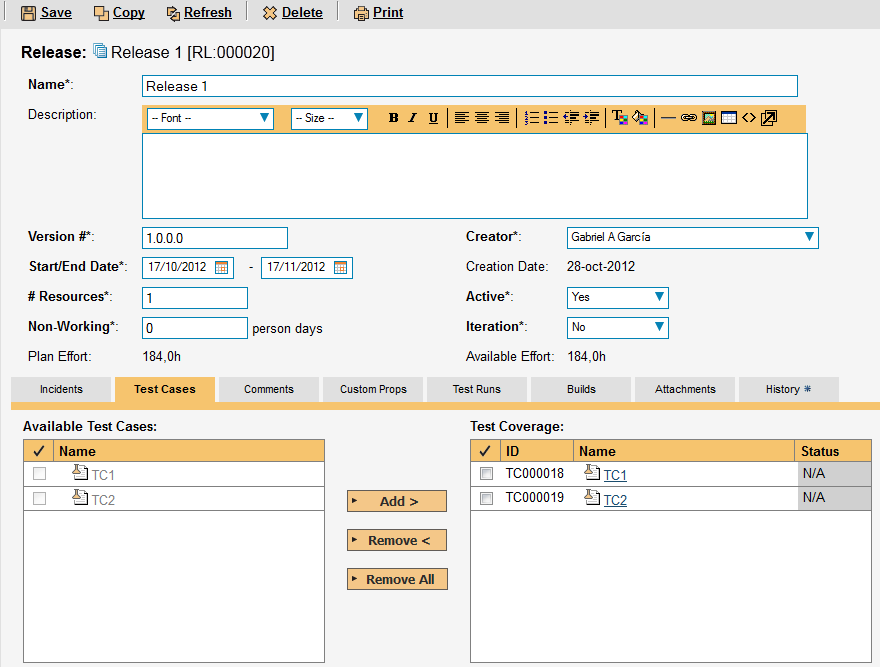 Save Copy Refresh Delete Print
Release: Release 1 [RL:000020]
Name*: Release 1
Description: -- Font -- -- Size -- B I U
Version #*: 1.0.0.0 Creator*: Gabriel A García
Start/End Date*: 17/10/2012 - 17/11/2012 Creation Date: 28-oct-2012
# Resources*: 1 Active*: Yes
Non-Working*: 0 person days Iteration*: No
Plan Effort: 184,0h Available Effort: 184,0h
Incidents Test Cases Comments Custom Props Test Runs Builds Attachments History *
Available Test Cases: Test Coverage:
✓ Name ✓ ID Name Status
TC1 TC000018 TC1 N/A
TC2 TC000019 TC2 N/A
Add >
Remove <
Remove All